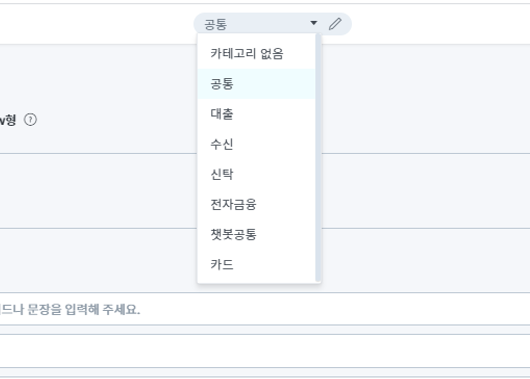 공통
카테고리 없음
공통
대출
v형 ?
수신
신탁
전자금융
챗봇공통
카드
드나 문장을 입력해 주세요.